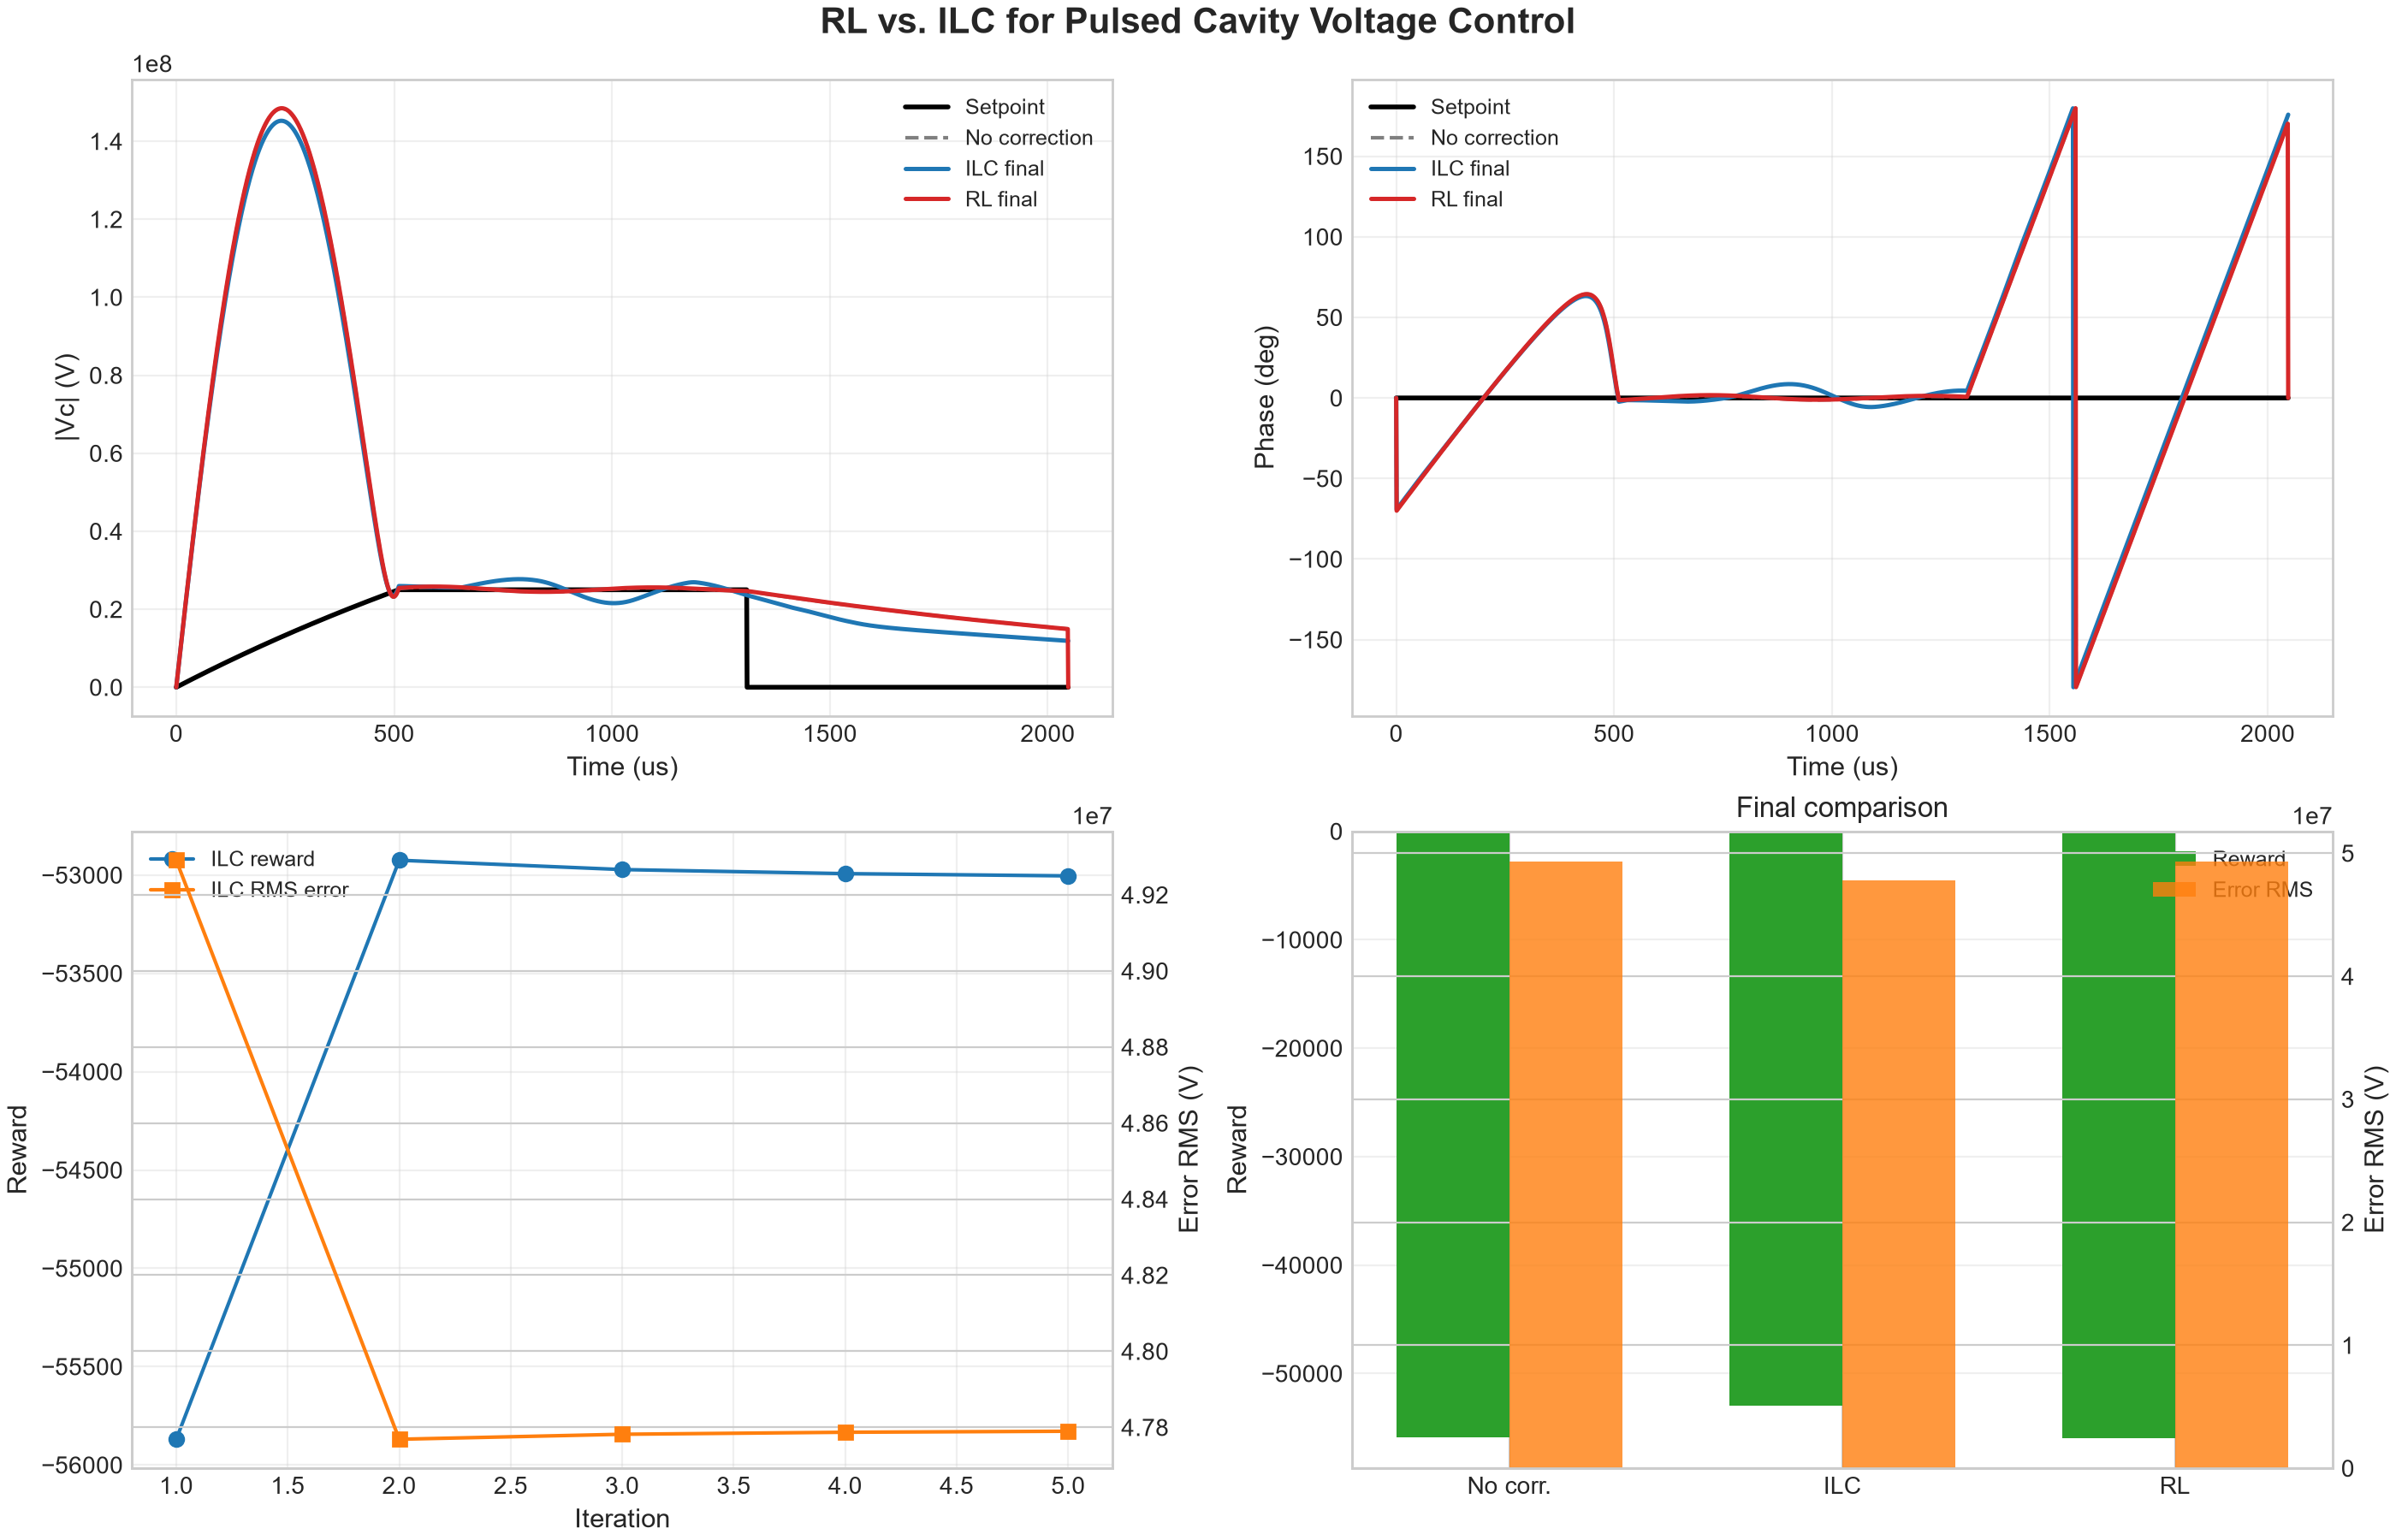 RL vs. ILC for Pulsed Cavity Voltage Control
1e8
1.4
1.2
1.0
0.8
0.6
0.4
0.2
0.0
|Vc| (V)
Setpoint
No correction
ILC final
RL final
0 500 1000 1500 2000
Time (us)
150
100
50
0
−50
−100
−150
Phase (deg)
Setpoint
No correction
ILC final
RL final
0 500 1000 1500 2000
Time (us)
1e7
−53000
−53500
−54000
−54500
−55000
−55500
−56000
Reward
ILC reward
ILC RMS error
4.92
4.90
4.88
4.86
4.84
4.82
4.80
4.78
Error RMS (V)
1.0 1.5 2.0 2.5 3.0 3.5 4.0 4.5 5.0
Iteration
Final comparison
1e7
0
−10000
−20000
−30000
−40000
−50000
Reward
Reward
Error RMS
5
4
3
2
1
0
Error RMS (V)
No corr. ILC RL